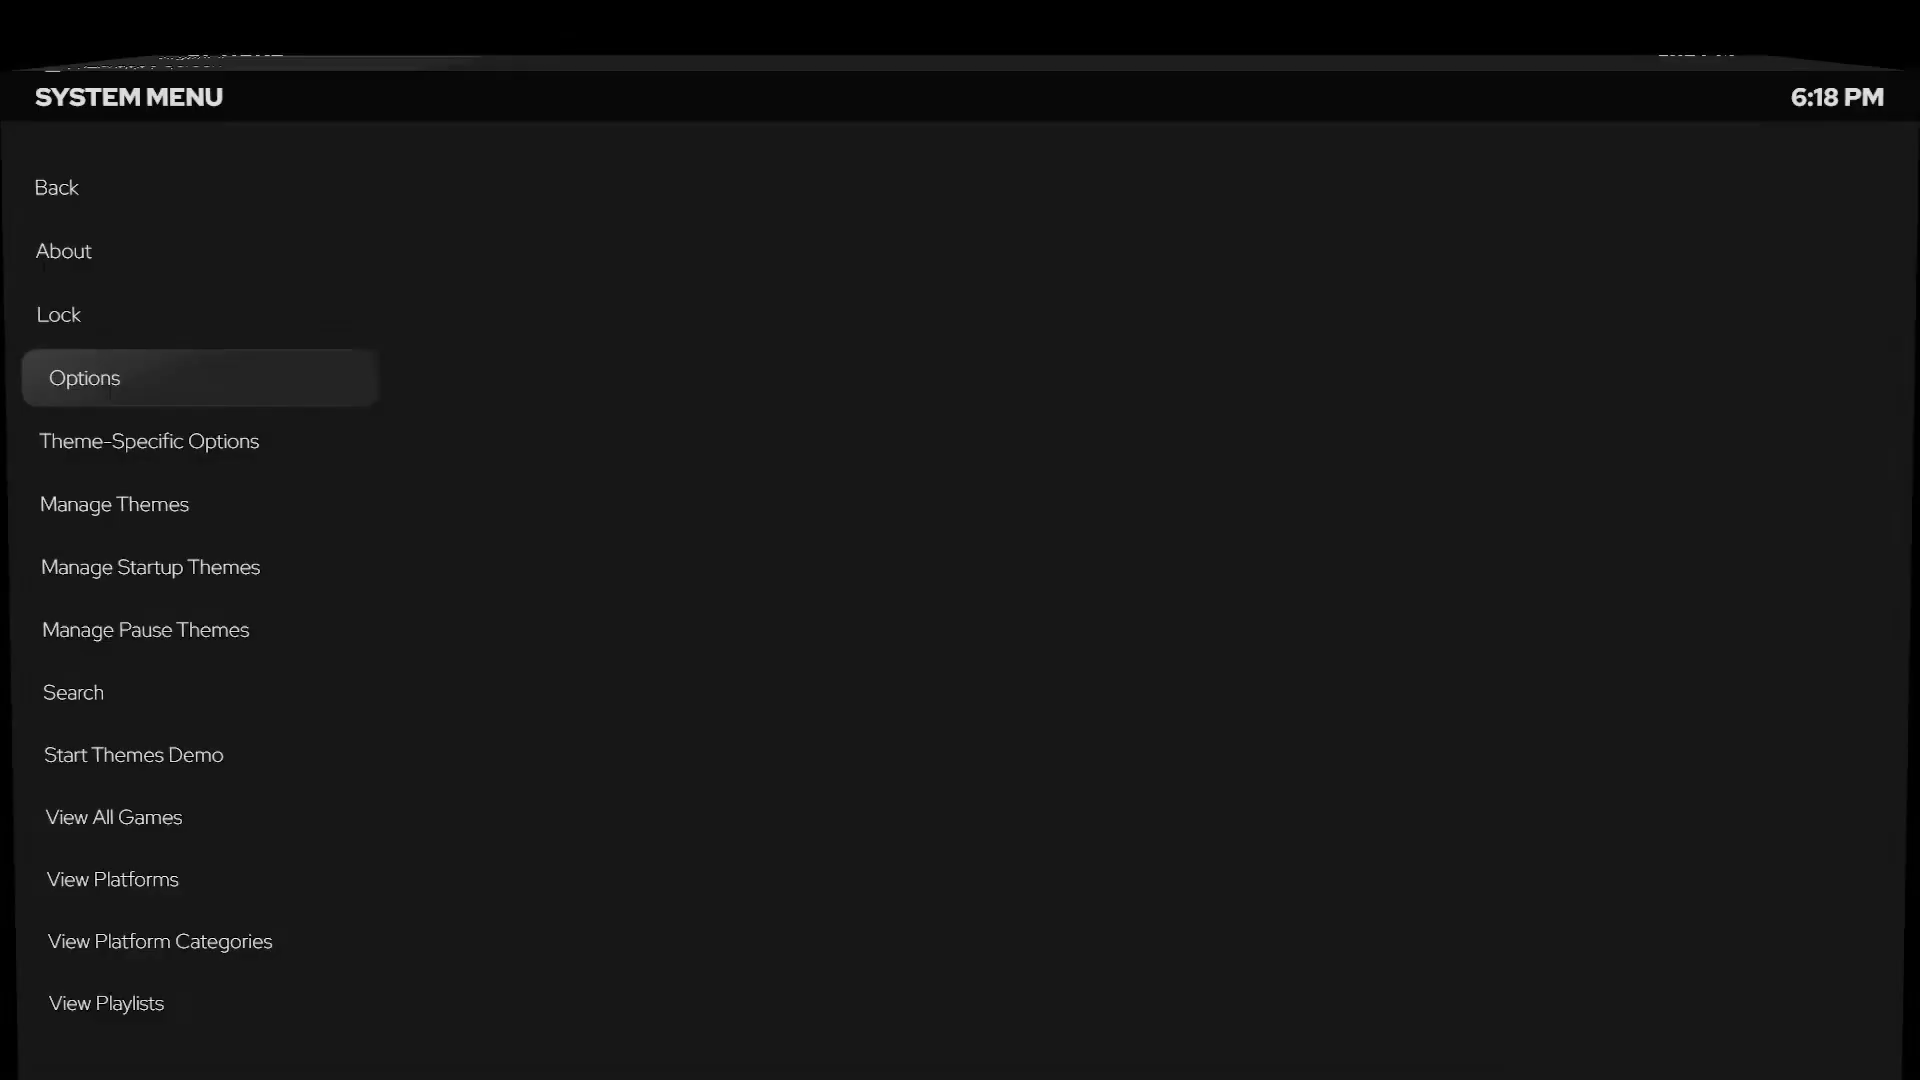 SYSTEM MENU
6:18 PM
Back
About
Lock
Options
Theme-Specific Options
Manage Themes
Manage Startup Themes
Manage Pause Themes
Search
Start Themes Demo
View All Games
View Platforms
View Platform Categories
View Playlists